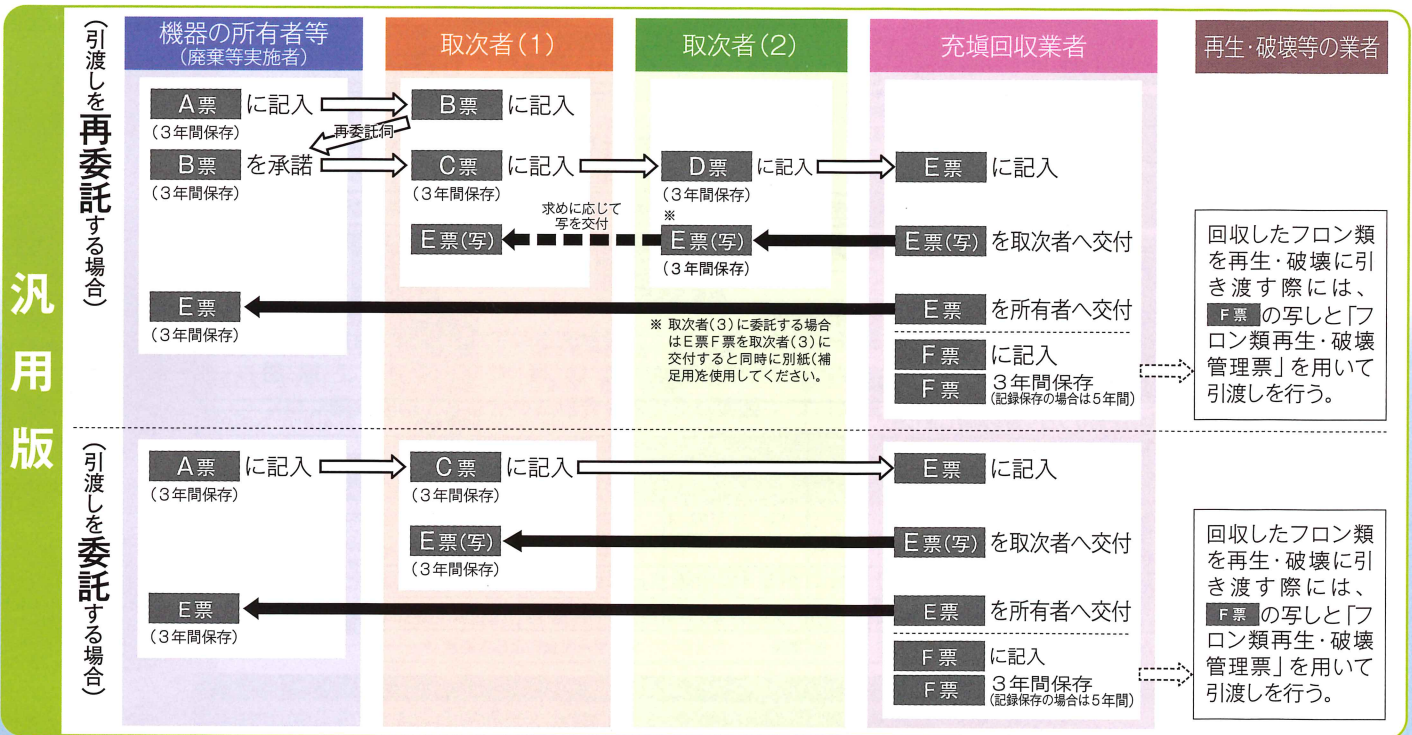 汎用版
機器の所有者等
(廃棄等実施者)
取次者(1)
取次者(2)
充塡回収業者
再生・破壊等の業者
(引渡しを再委託する場合)
A票 に記入
(3年間保存)
B票 に記入
再委託伺
B票 を承諾
(3年間保存)
C票 に記入
(3年間保存)
D票 に記入
(3年間保存)
E票 に記入
E票(写)
求めに応じて
写を交付
※
E票(写)
(3年間保存)
E票(写) を取次者へ交付
E票
(3年間保存)
E票 を所有者へ交付
※ 取次者(3)に委託する場合
はE票F票を取次者(3)に
交付すると同時に別紙(補
足用)を使用してください。
F票 に記入
F票 3年間保存
(記録保存の場合は5年間)
回収したフロン類
を再生・破壊に引
き渡す際には、
F票 の写しと「フ
ロン類再生・破壊
管理票」を用いて
引渡しを行う。
(引渡しを委託する場合)
A票 に記入
(3年間保存)
C票 に記入
(3年間保存)
E票 に記入
E票(写)
(3年間保存)
E票(写) を取次者へ交付
E票
(3年間保存)
E票 を所有者へ交付
F票 に記入
F票 3年間保存
(記録保存の場合は5年間)
回収したフロン類
を再生・破壊に引
き渡す際には、
F票 の写しと「フ
ロン類再生・破壊
管理票」を用いて
引渡しを行う。